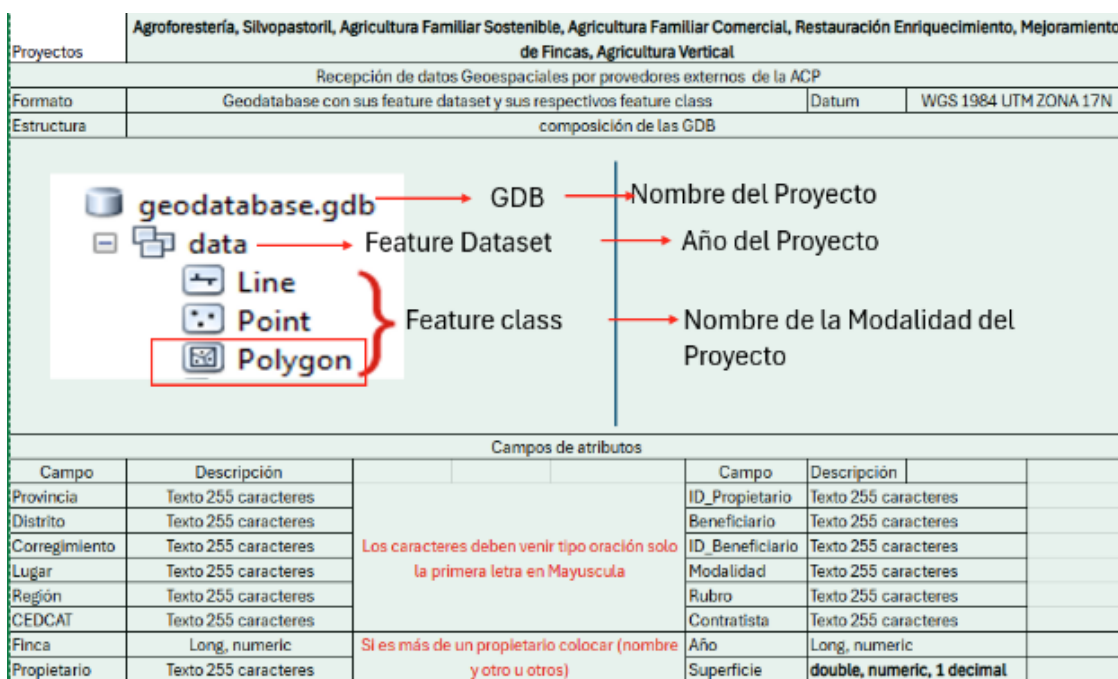 Agroforestería, Silvopastoril, Agricultura Familiar Sostenible, Agricultura Familiar Comercial, Restauración Enriquecimiento, Mejoramiento
Proyectos de Fincas, Agricultura Vertical
Recepción de datos Geoespaciales por provedores externos de la ACP
Formato Geodatabase con sus feature dataset y sus respectivos feature class Datum WGS 1984 UTM ZONA 17N
Estructura composición de las GDB
geodatabase.gdb GDB Nombre del Proyecto
data Feature Dataset Año del Proyecto
Line
Point Feature class Nombre de la Modalidad del
Proyecto
Polygon
Campos de atributos
Campo Descripción Campo Descripción
Provincia Texto 255 caracteres ID_Propietario Texto 255 caracteres
Distrito Texto 255 caracteres Beneficiario Texto 255 caracteres
Corregimiento Texto 255 caracteres Los caracteres deben venir tipo oración solo ID_Beneficiario Texto 255 caracteres
Lugar Texto 255 caracteres la primera letra en Mayuscula Modalidad Texto 255 caracteres
Región Texto 255 caracteres Rubro Texto 255 caracteres
CEDCAT Texto 255 caracteres Contratista Texto 255 caracteres
Finca Long, numeric Si es más de un propietario colocar (nombre Año Long, numeric
Propietario Texto 255 caracteres y otro u otros) Superficie double, numeric, 1 decimal